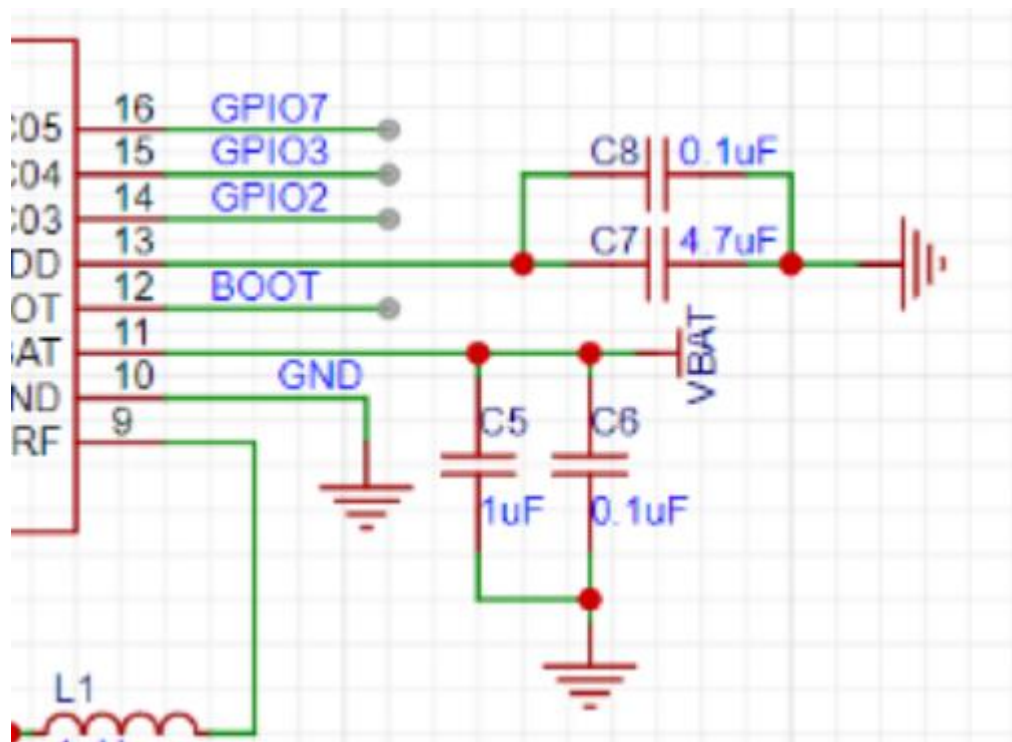 16 GPIO7
C05
15 GPIO3
C04
14 GPIO2
C03
13
DD
12 BOOT
OT
11
AT
10 GND
ND
9
RF
C8 0.1uF
C7 4.7uF
VBAT
C5 C6
1uF 0.1uF
L1